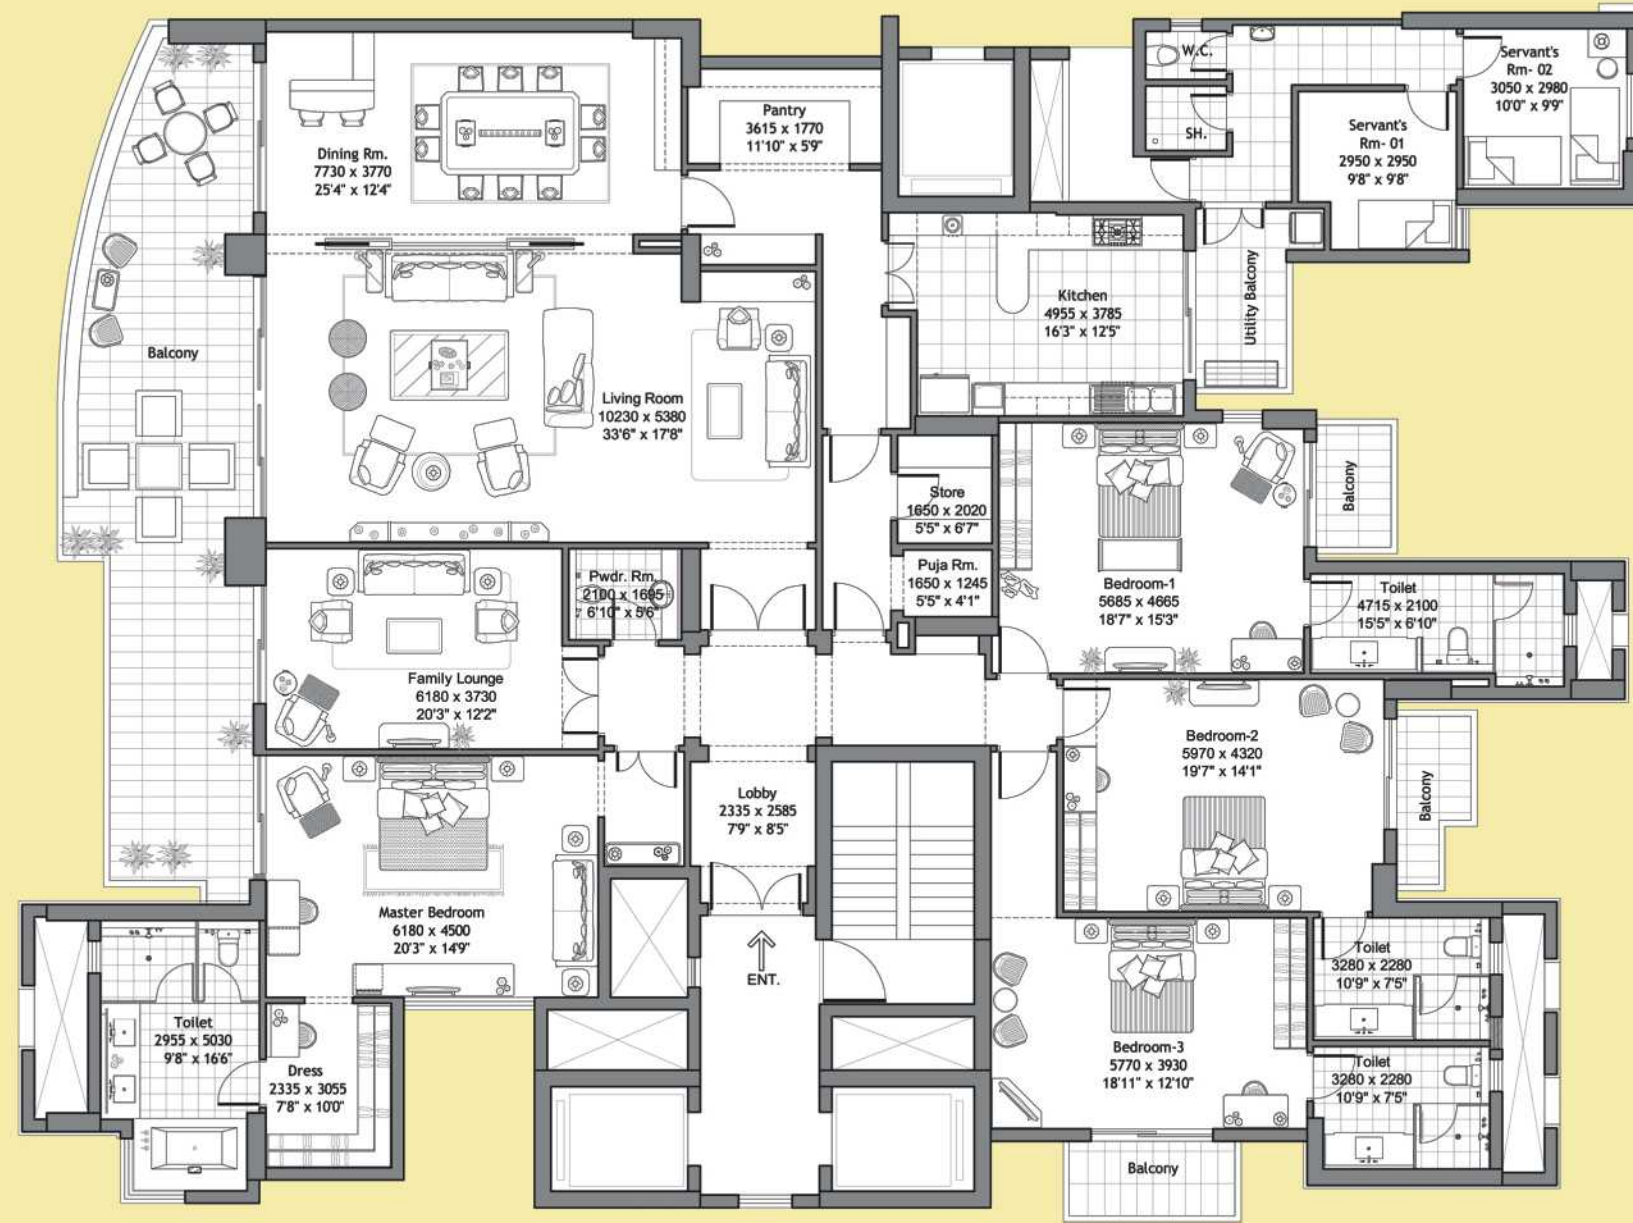 W.C.
Servant's
Rm- 02
3050 x 2980
10'0" x 9'9"
Pantry
3615 x 1770
11'10" x 5'9"
SH.
Servant's
Rm- 01
2950 x 2950
9'8" x 9'8"
Dining Rm.
7730 x 3770
25'4" x 12'4"
Utility Balcony
Kitchen
4955 x 3785
16'3" x 12'5"
Balcony
Living Room
10230 x 5380
33'6" x 17'8"
Balcony
Store
1650 x 2020
5'5" x 6'7"
Puja Rm.
1650 x 1245
5'5" x 4'1"
Pwdr. Rm.
2100 x 1695
6'10" x 5'6"
Bedroom-1
5685 x 4665
18'7" x 15'3"
Toilet
4715 x 2100
15'5" x 6'10"
Family Lounge
6180 x 3730
20'3" x 12'2"
Bedroom-2
5970 x 4320
19'7" x 14'1"
Balcony
Lobby
2335 x 2585
7'9" x 8'5"
Master Bedroom
6180 x 4500
20'3" x 14'9"
ENT.
Toilet
3280 x 2280
10'9" x 7'5"
Toilet
2955 x 5030
9'8" x 16'6"
Dress
2335 x 3055
7'8" x 10'0"
Bedroom-3
5770 x 3930
18'11" x 12'10"
Toilet
3280 x 2280
10'9" x 7'5"
Balcony